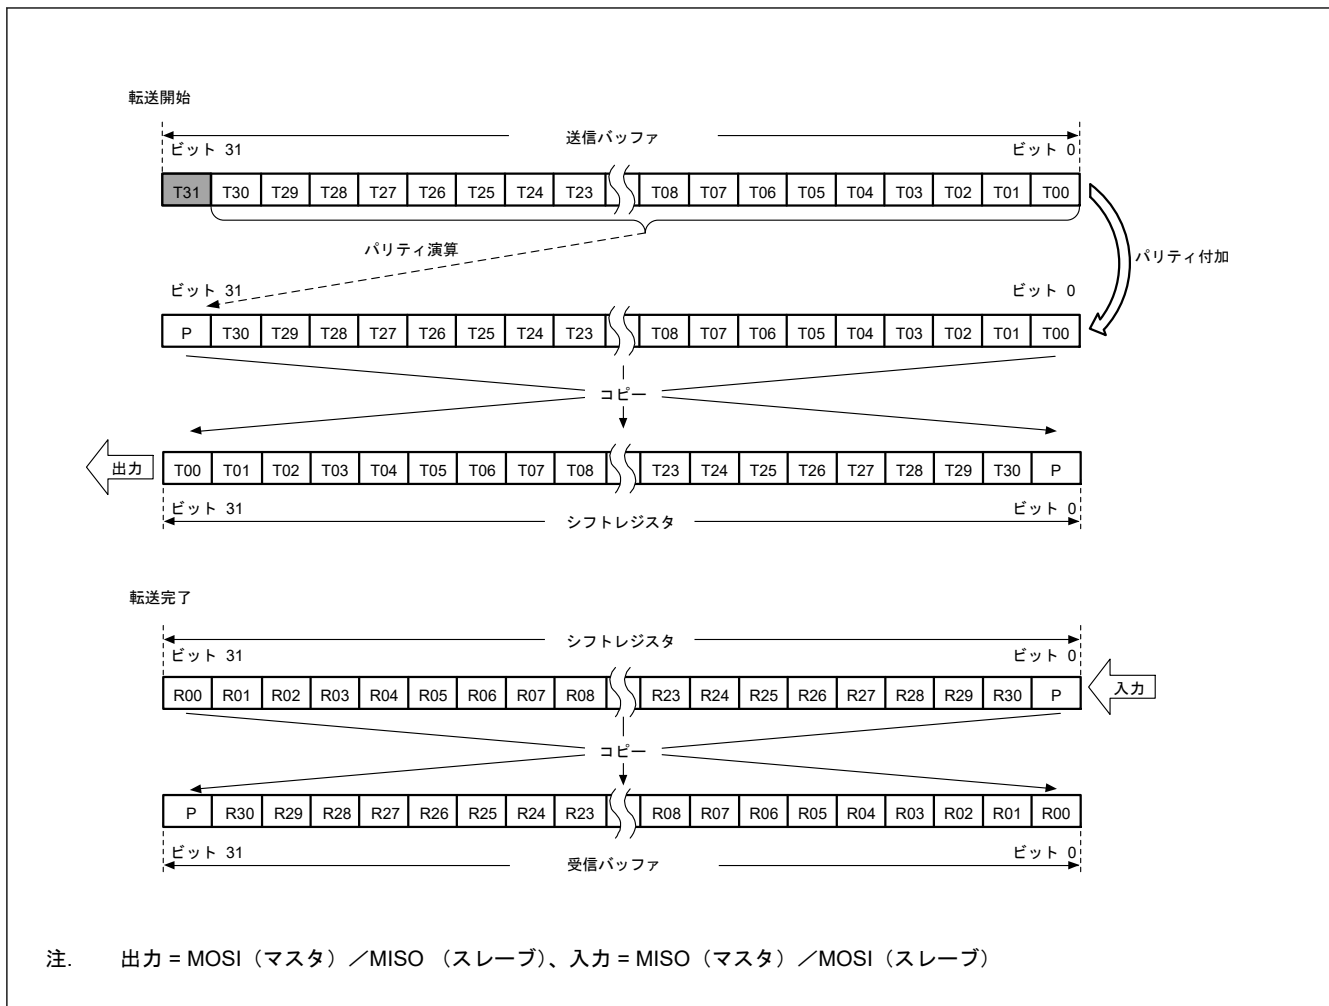 転送開始
送信バッファ
ビット 31 ビット 0
T31 T30 T29 T28 T27 T26 T25 T24 T23 T08 T07 T06 T05 T04 T03 T02 T01 T00
パリティ演算
パリティ付加
ビット 31 ビット 0
P T30 T29 T28 T27 T26 T25 T24 T23 T08 T07 T06 T05 T04 T03 T02 T01 T00
コピー
出力 T00 T01 T02 T03 T04 T05 T06 T07 T08 T23 T24 T25 T26 T27 T28 T29 T30 P
ビット 31 ビット 0
シフトレジスタ
転送完了
シフトレジスタ
ビット 31 ビット 0
R00 R01 R02 R03 R04 R05 R06 R07 R08 R23 R24 R25 R26 R27 R28 R29 R30 P 入力
コピー
P R30 R29 R28 R27 R26 R25 R24 R23 R08 R07 R06 R05 R04 R03 R02 R01 R00
ビット 31 ビット 0
受信バッファ
注. 出力 = MOSI（マスタ）／MISO （スレーブ）、入力 = MISO（マスタ）／MOSI（スレーブ）